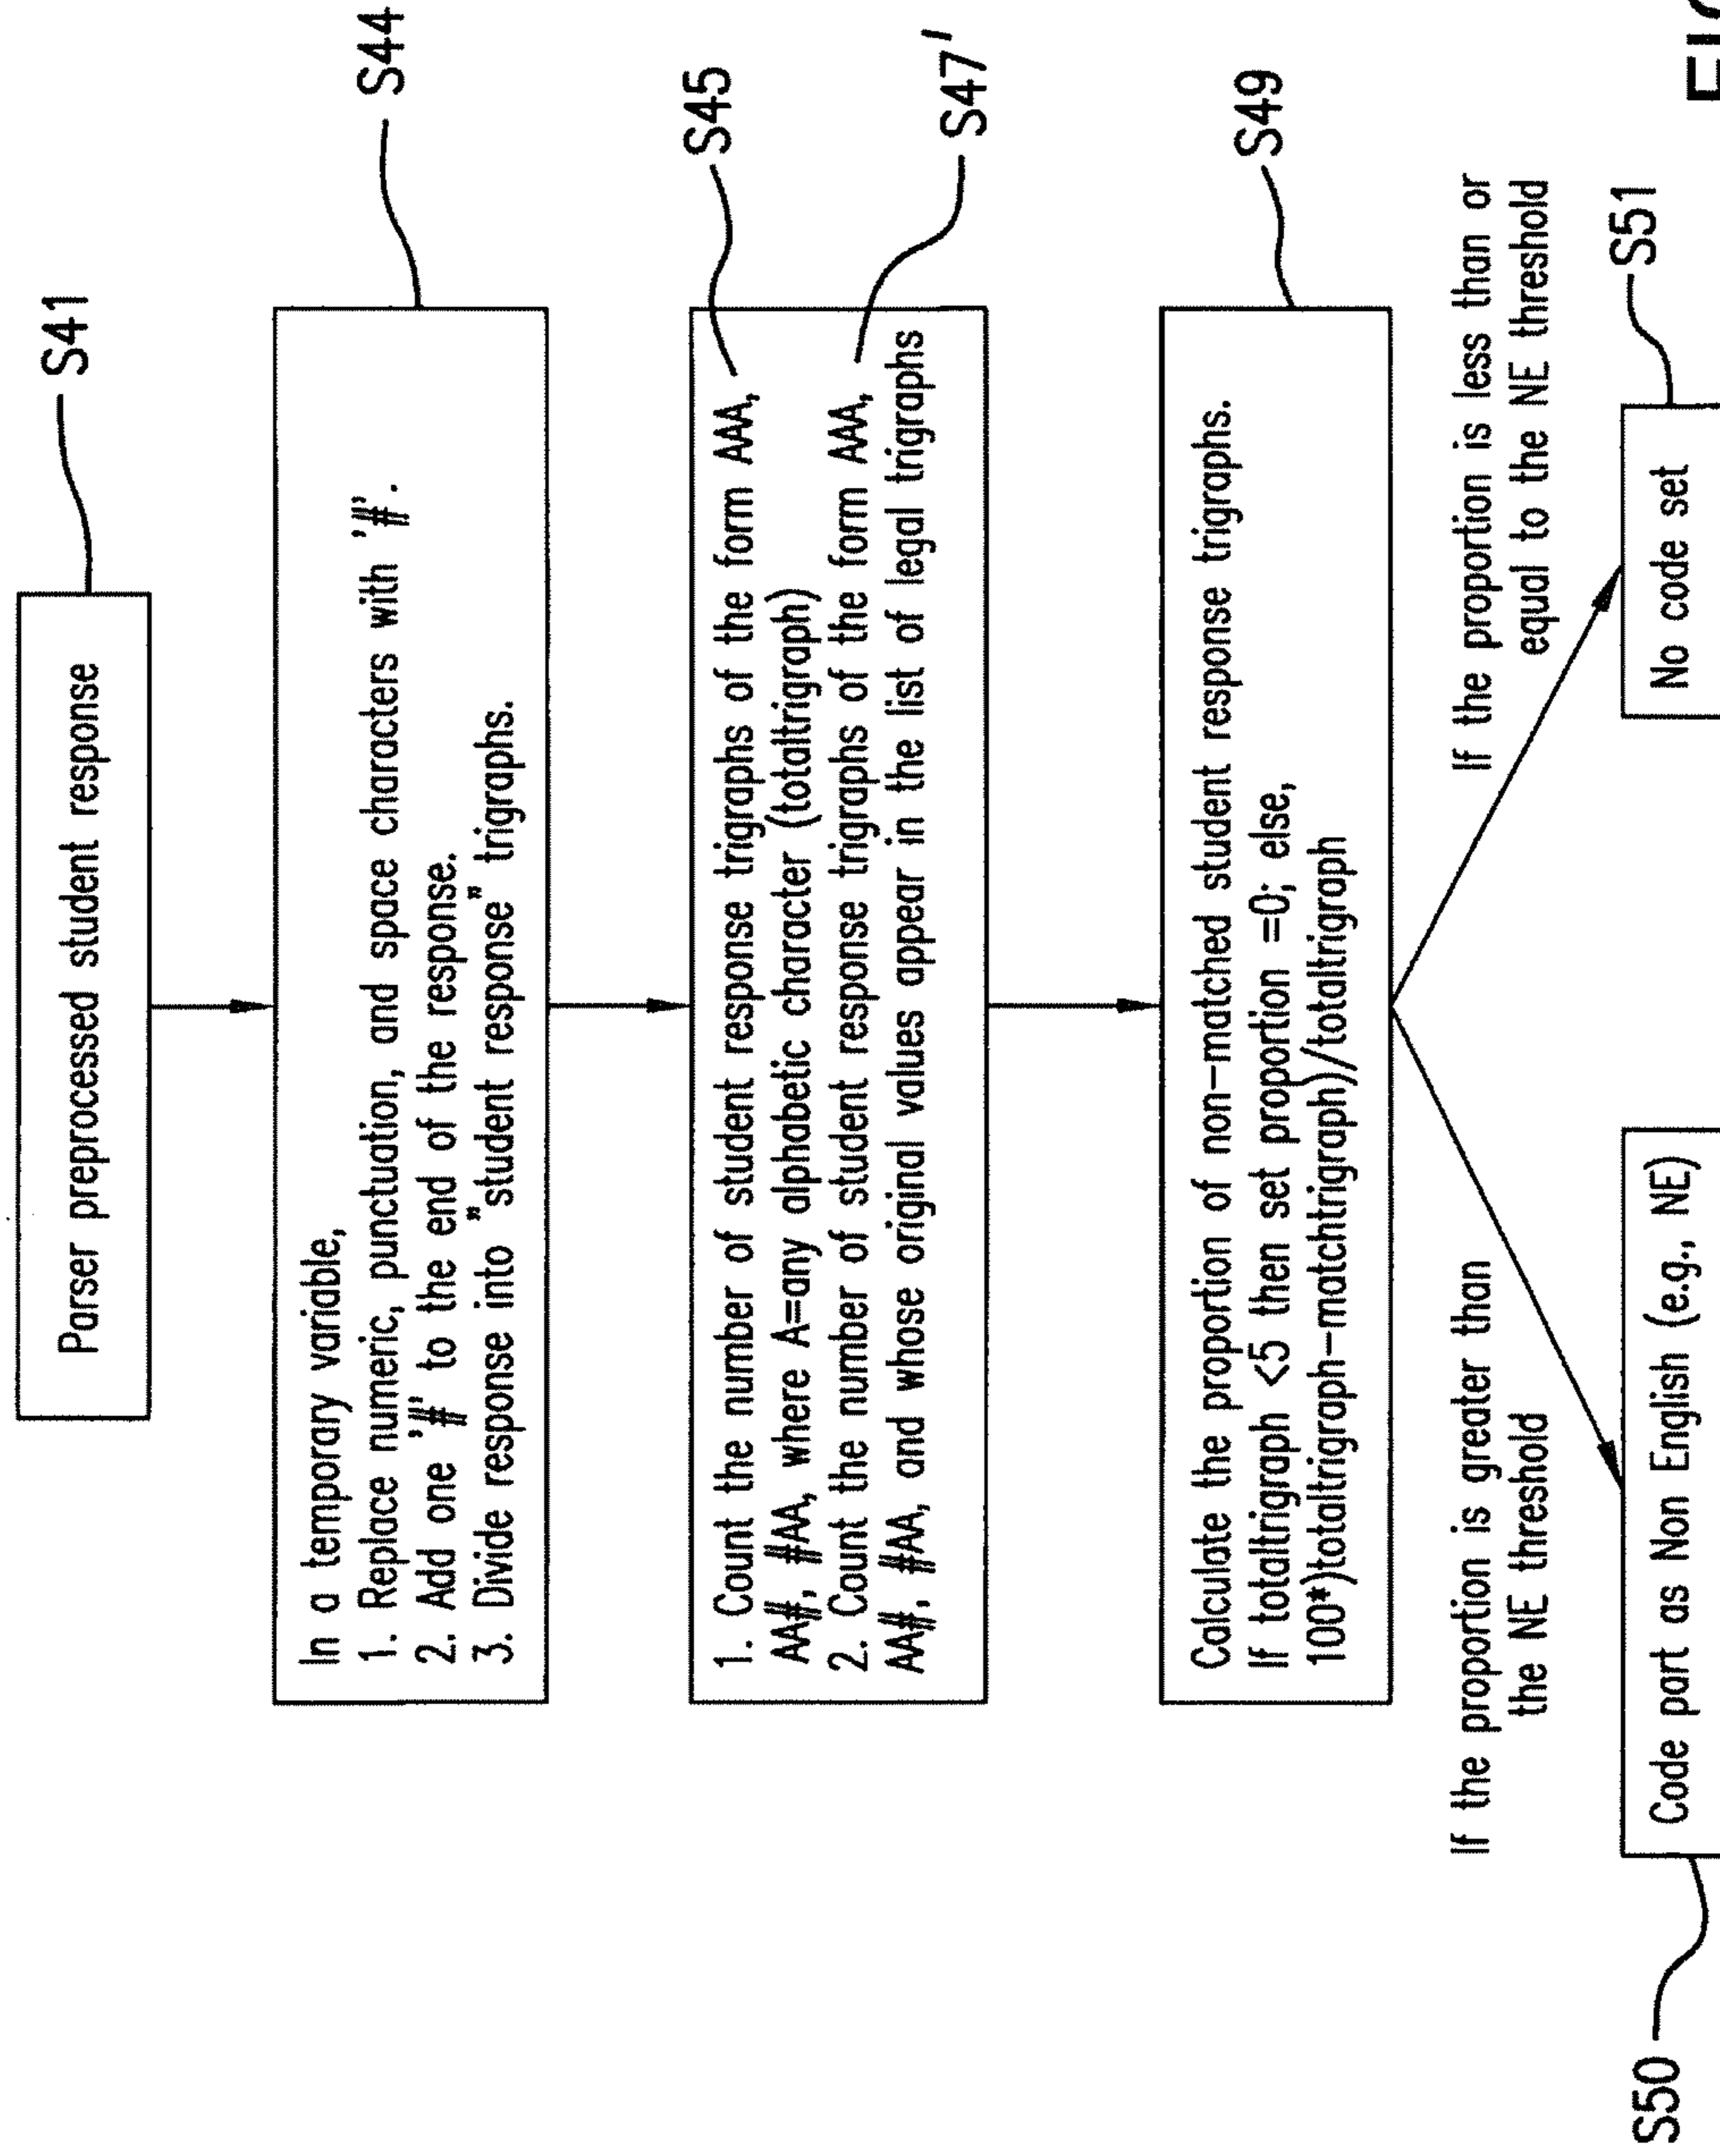 Parser preprocessed student response
S41
In a temporary variable,
1. Replace numeric, punctuation, and space characters with '#'.
2. Add one '#' to the end of the response.
3. Divide response into "student response" trigraphs.
S44
1. Count the number of student response trigraphs of the form AAA,
AA#, #AA, where A=any alphabetic character (totaltrigraph)
2. Count the number of student response trigraphs of the form AAA,
AA#, #AA, and whose original values appear in the list of legal trigraphs
S45
S47'
Calculate the proportion of non-matched student response trigraphs.
If totaltrigraph <5 then set proportion =0; else,
100*)totaltrigraph-matchtrigraph)/totaltrigraph
S49
If the proportion is greater than
the NE threshold
If the proportion is less than or
equal to the NE threshold
S50
Code part as Non English (e.g., NE)
No code set
S51